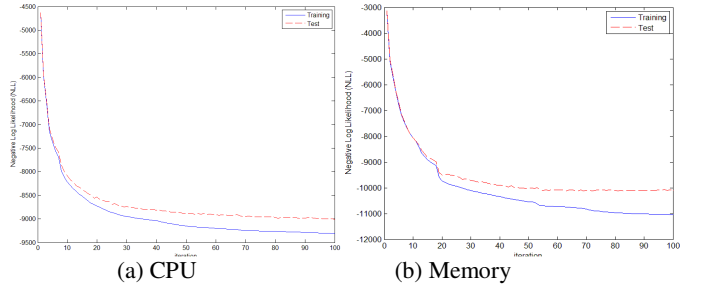 -4500
-5000
-5500
-6000
-6500
-7000
-7500
-8000
-8500
-9000
-9500
Negative Log Likelihood (NLL)
0 10 20 30 40 50 60 70 80 90 100
iteration
Training
Test
(a) CPU
-3000
-4000
-5000
-6000
-7000
-8000
-9000
-10000
-11000
-12000
Negative Log Likelihood (NLL)
0 10 20 30 40 50 60 70 80 90 100
iteration
Training
Test
(b) Memory